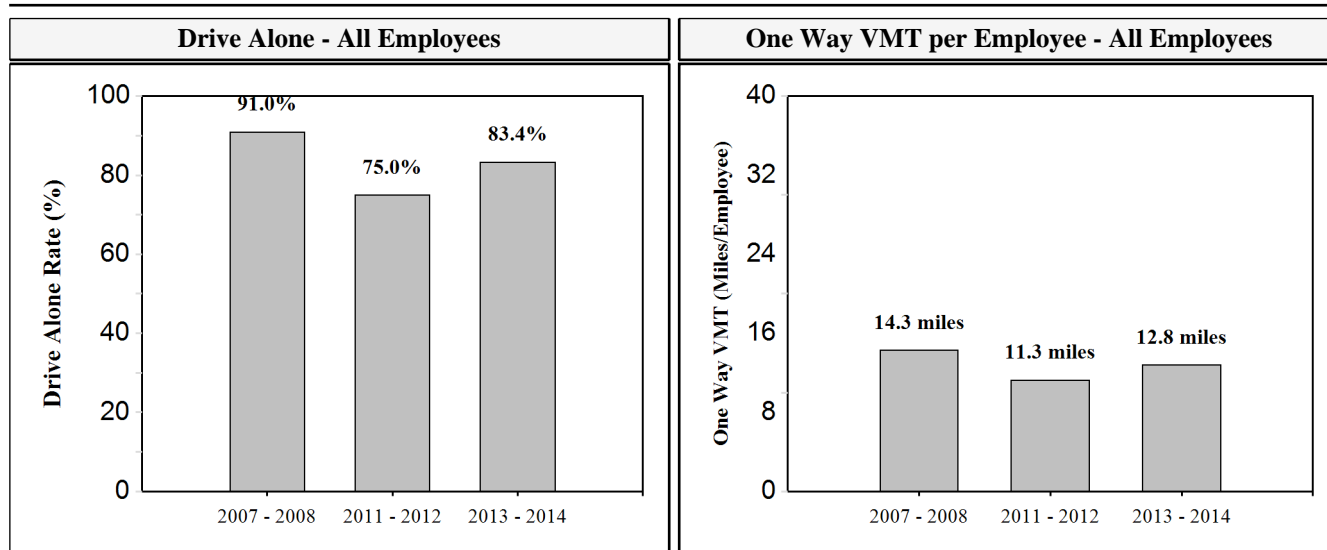 Drive Alone - All Employees
100
80
60
40
20
0
Drive Alone Rate (%)
91.0%
75.0%
83.4%
2007 - 2008 2011 - 2012 2013 - 2014
One Way VMT per Employee - All Employees
40
32
24
16
8
0
One Way VMT (Miles/Employee)
14.3 miles
11.3 miles
12.8 miles
2007 - 2008 2011 - 2012 2013 - 2014